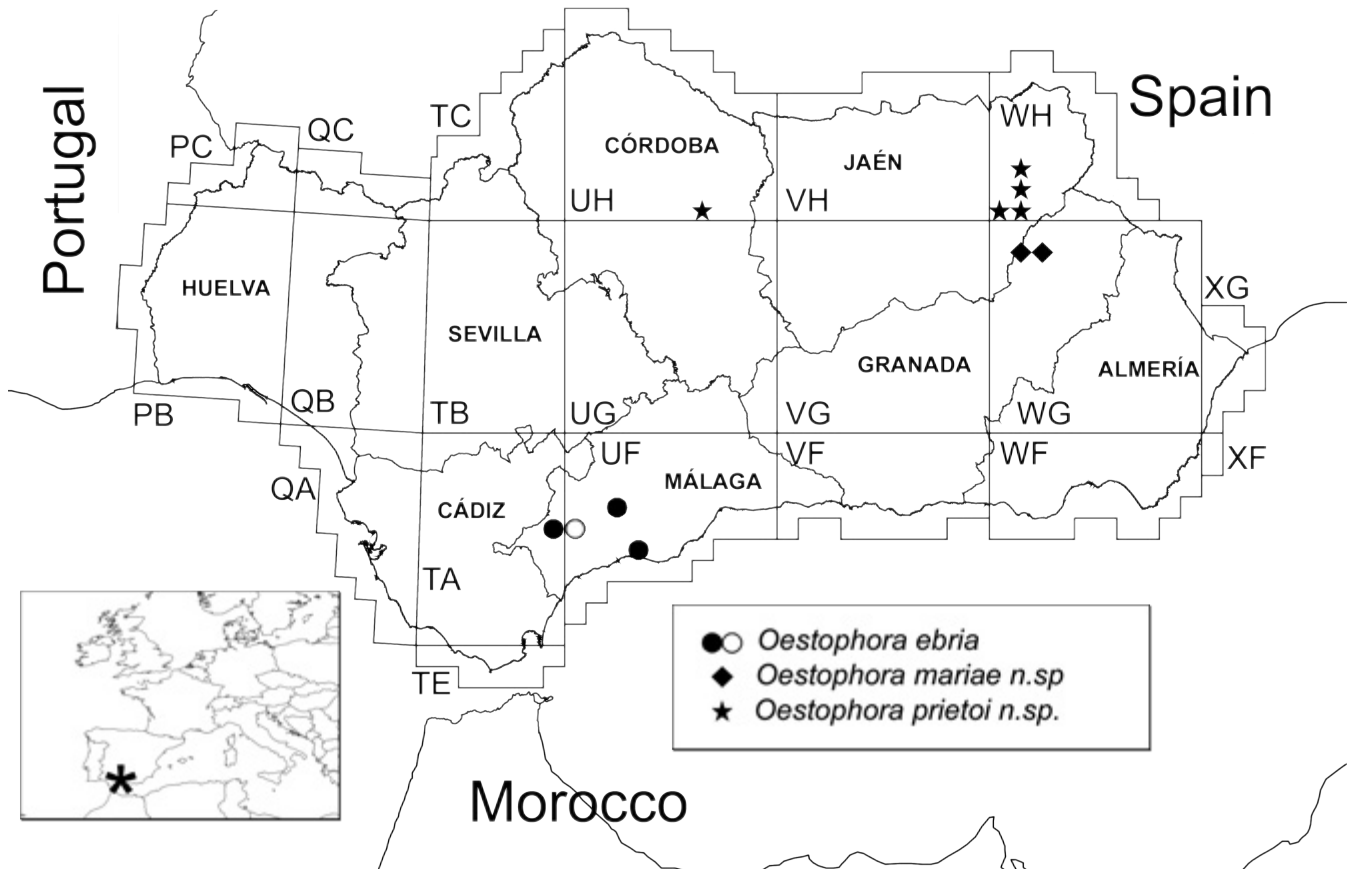 Portugal
Spain
TC
WH
QC
PC
CÓRDOBA
JAÉN
UH
VH
HUELVA
XG
SEVILLA
GRANADA
ALMERÍA
PB
QB
TB
UG
VG
WG
UF
VF
WF
XF
QA
MÁLAGA
CÁDIZ
TA
TE
Oestophora ebria
Oestophora mariae n.sp
Oestophora prietoi n.sp.
Morocco